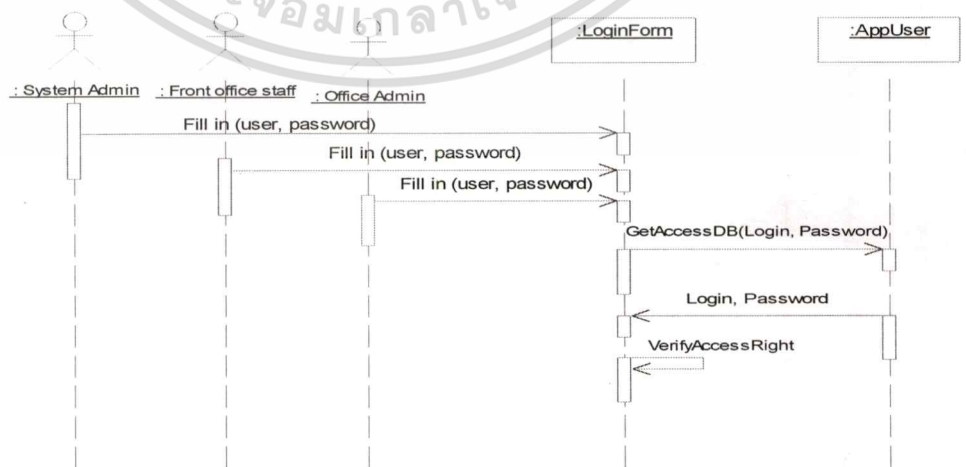 :LoginForm
:AppUser
: System Admin
: Front office staff
: Office Admin
Fill in (user, password)
Fill in (user, password)
Fill in (user, password)
GetAccessDB(Login, Password)
Login, Password
VerifyAccessRight